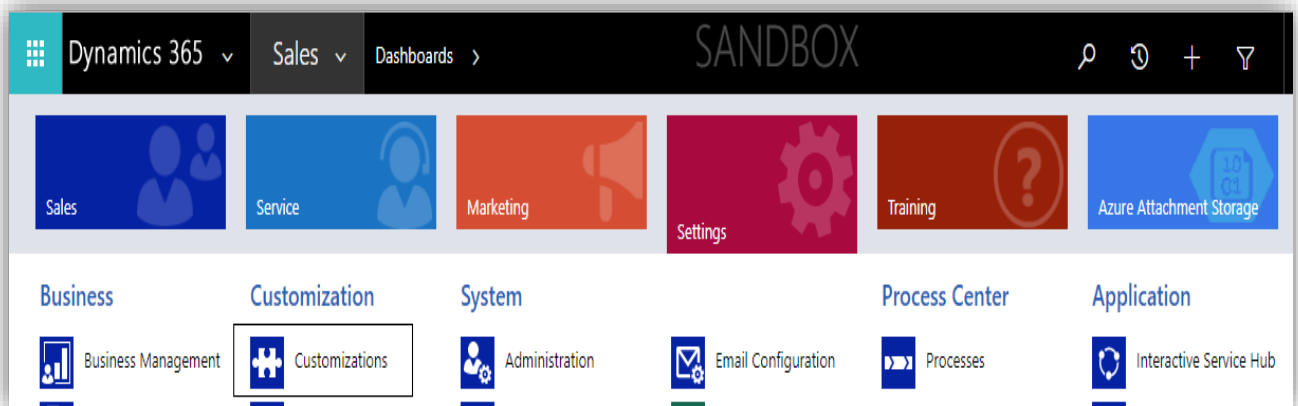 Dynamics 365 Sales Dashboards SANDBOX
Sales Service Marketing Settings Training Azure Attachment Storage
Business Customization System Process Center Application
Business Management Customizations Administration Email Configuration Processes Interactive Service Hub